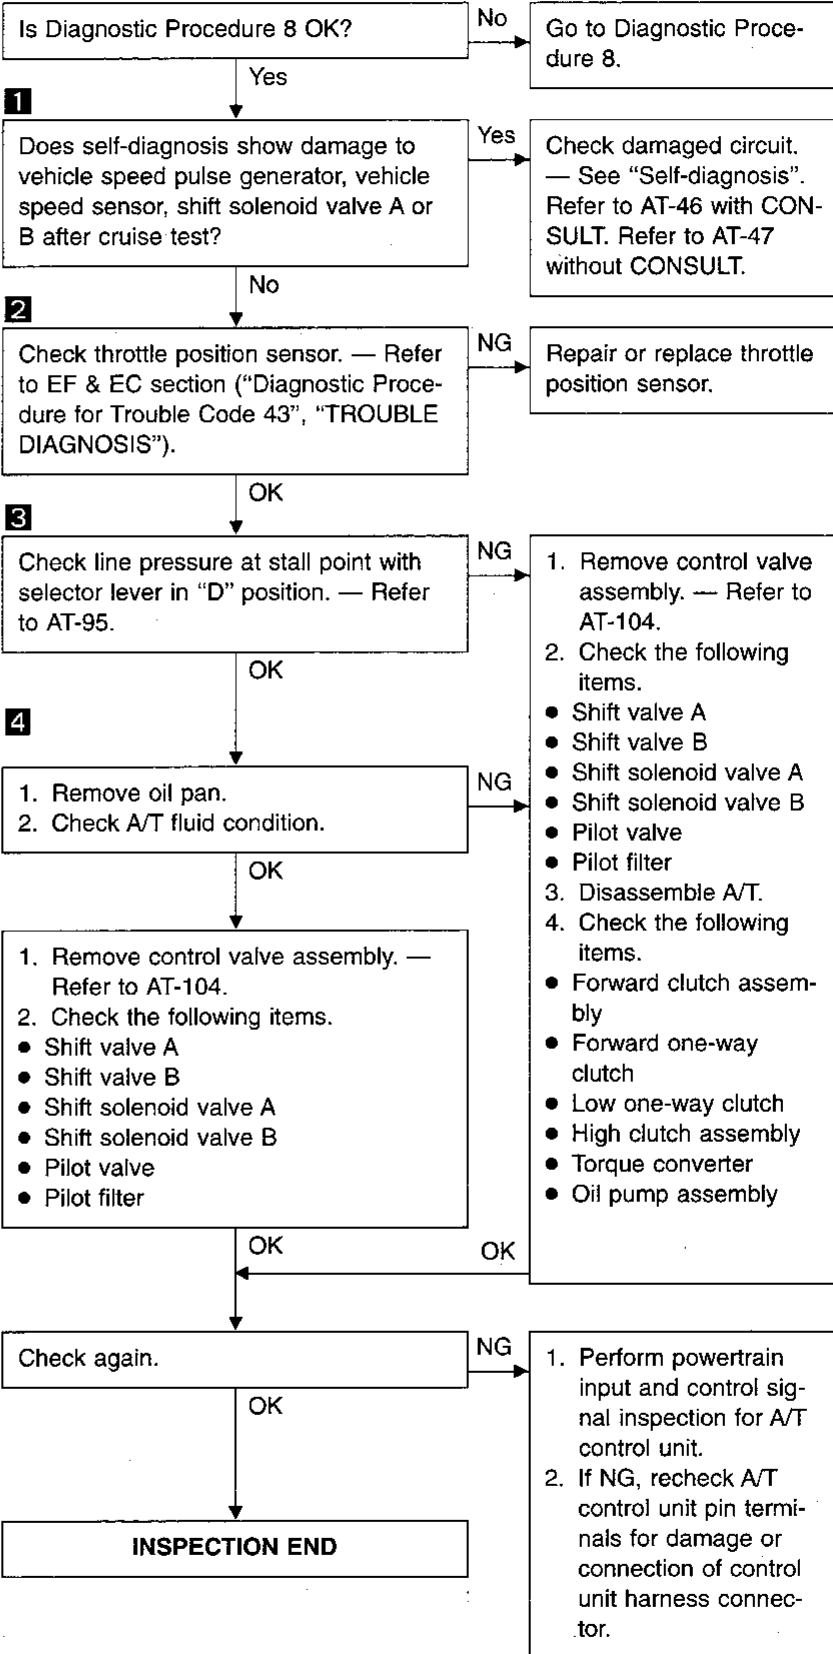 Is Diagnostic Procedure 8 OK?
No
Go to Diagnostic Proce-
dure 8.
Yes
1
Does self-diagnosis show damage to
vehicle speed pulse generator, vehicle
speed sensor, shift solenoid valve A or
B after cruise test?
Yes
Check damaged circuit.
— See “Self-diagnosis”.
Refer to AT-46 with CON-
SULT. Refer to AT-47
without CONSULT.
No
2
Check throttle position sensor. — Refer
to EF & EC section (“Diagnostic Proce-
dure for Trouble Code 43”, “TROUBLE
DIAGNOSIS”).
NG
Repair or replace throttle
position sensor.
OK
3
Check line pressure at stall point with
selector lever in “D” position. — Refer
to AT-95.
NG
1. Remove control valve
assembly. — Refer to
AT-104.
2. Check the following
items.
● Shift valve A
● Shift valve B
● Shift solenoid valve A
● Shift solenoid valve B
● Pilot valve
● Pilot filter
3. Disassemble A/T.
4. Check the following
items.
● Forward clutch assem-
bly
● Forward one-way
clutch
● Low one-way clutch
● High clutch assembly
● Torque converter
● Oil pump assembly
OK
4
1. Remove oil pan.
2. Check A/T fluid condition.
NG
OK
1. Remove control valve assembly. —
Refer to AT-104.
2. Check the following items.
● Shift valve A
● Shift valve B
● Shift solenoid valve A
● Shift solenoid valve B
● Pilot valve
● Pilot filter
OK
OK
Check again.
NG
1. Perform powertrain
input and control sig-
nal inspection for A/T
control unit.
2. If NG, recheck A/T
control unit pin termi-
nals for damage or
connection of control
unit harness connec-
tor.
OK
INSPECTION END